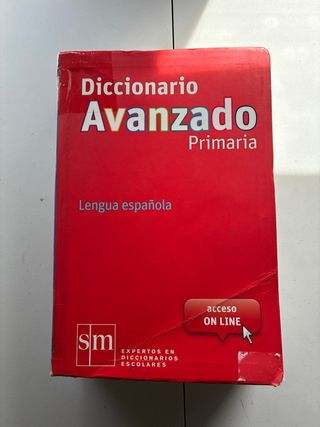 Diccionario
Avanzado
Primaria
Lengua española
acceso
ON LINE
sm
EXPERTOS EN
DICCIONARIOS
ESCOLARES